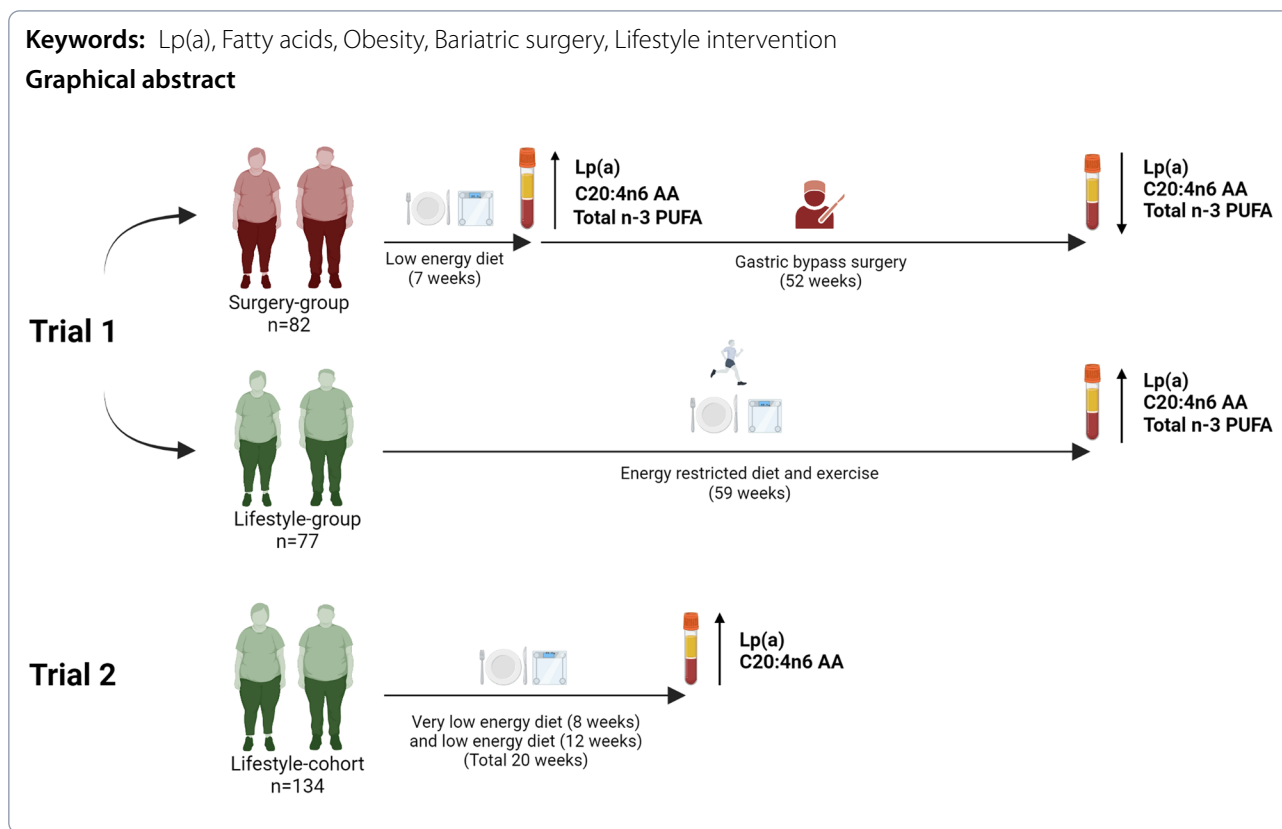 Keywords: Lp(a), Fatty acids, Obesity, Bariatric surgery, Lifestyle intervention
Graphical abstract
Trial 1
Surgery-group
n=82
Low energy diet
(7 weeks)
Lp(a)
C20:4n6 AA
Total n-3 PUFA
Gastric bypass surgery
(52 weeks)
Lp(a)
C20:4n6 AA
Total n-3 PUFA
Lifestyle-group
n=77
Energy restricted diet and exercise
(59 weeks)
Lp(a)
C20:4n6 AA
Total n-3 PUFA
Trial 2
Lifestyle-cohort
n=134
Very low energy diet (8 weeks)
and low energy diet (12 weeks)
(Total 20 weeks)
Lp(a)
C20:4n6 AA